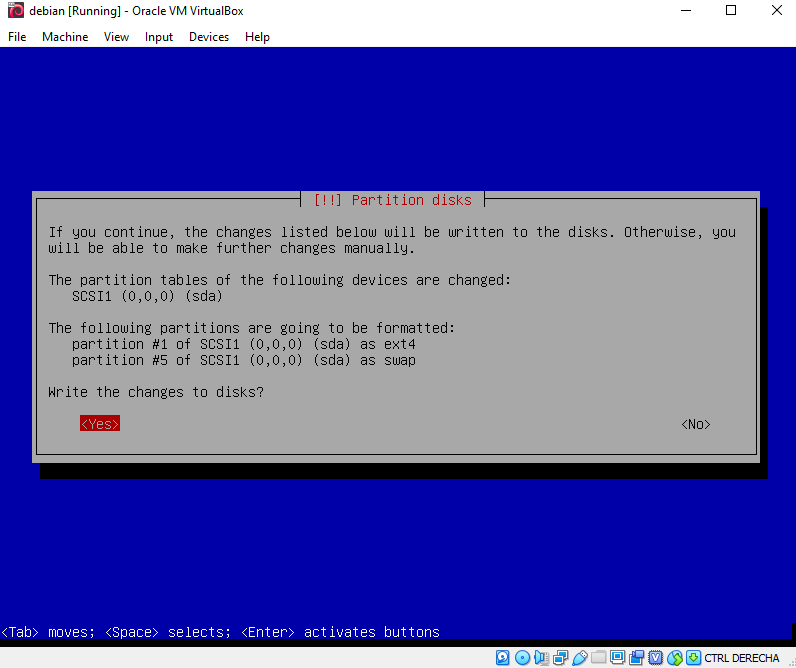 debian [Running] - Oracle VM VirtualBox
File Machine View Input Devices Help
[!!] Partition disks
If you continue, the changes listed below will be written to the disks. Otherwise, you
will be able to make further changes manually.
The partition tables of the following devices are changed:
SCSI1 (0,0,0) (sda)
The following partitions are going to be formatted:
partition #1 of SCSI1 (0,0,0) (sda) as ext4
partition #5 of SCSI1 (0,0,0) (sda) as swap
Write the changes to disks?
<Yes> <No>
<Tab> moves; <Space> selects; <Enter> activates buttons
CTRL DERECHA